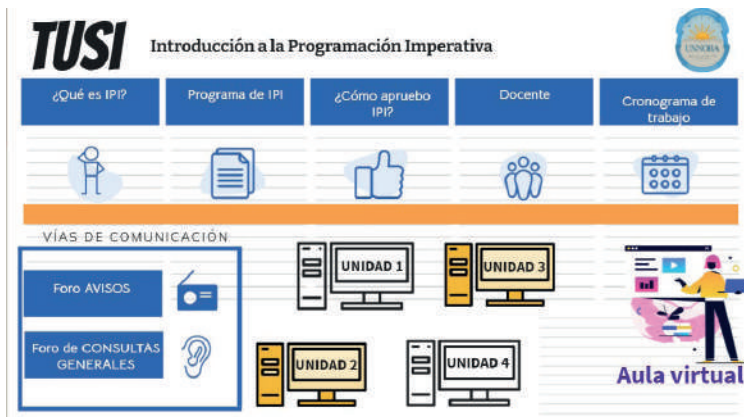 TUSI
Introducción a la Programación Imperativa
UNNOBA
¿Qué es IPI?
Programa de IPI
¿Cómo apruebo
IPI?
Docente
Cronograma de
trabajo
VÍAS DE COMUNICACIÓN
Foro AVISOS
Foro de CONSULTAS
GENERALES
UNIDAD 1
UNIDAD 3
UNIDAD 2
UNIDAD 4
Aula virtual